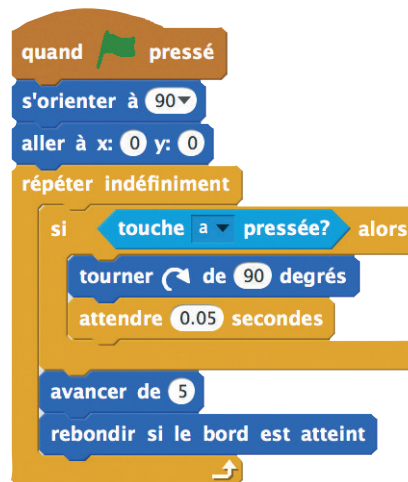 quand pressé
s'orienter à 90
aller à x: 0 y: 0
répéter indéfiniment
si touche a pressée? alors
tourner de 90 degrés
attendre 0.05 secondes
avancer de 5
rebondir si le bord est atteint